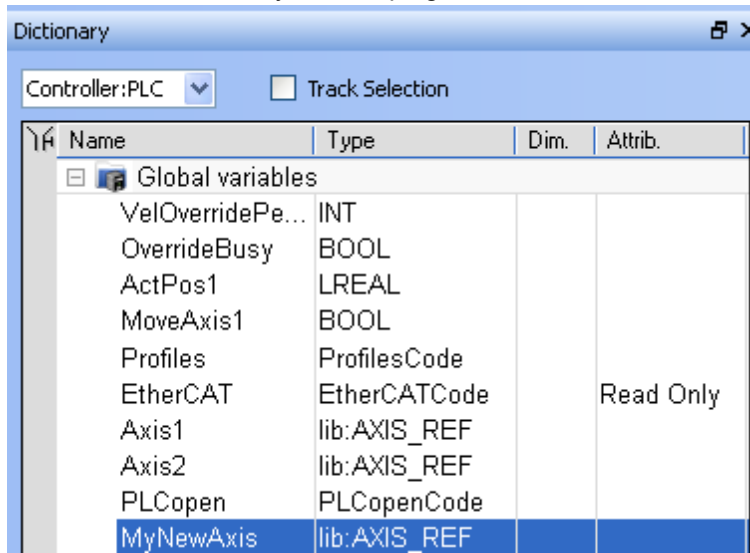 Dictionary
Controller:PLC Track Selection
Name Type Dim. Attrib.
Global variables
VelOverridePe... INT
OverrideBusy BOOL
ActPos1 LREAL
MoveAxis1 BOOL
Profiles ProfilesCode
EtherCAT EtherCATCode Read Only
Axis1 lib:AXIS_REF
Axis2 lib:AXIS_REF
PLCopen PLCopenCode
MyNewAxis lib:AXIS_REF